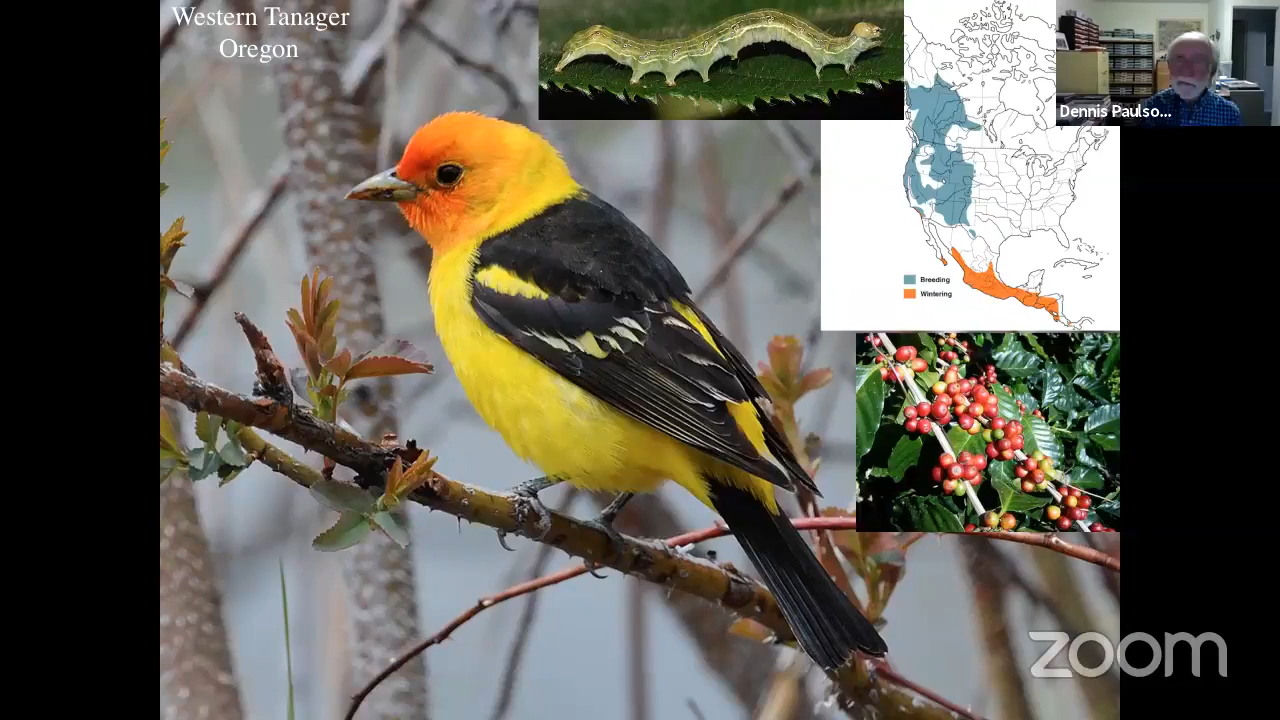 Western Tanager
Oregon
Dennis Paulso...
Breeding
Wintering
zoom